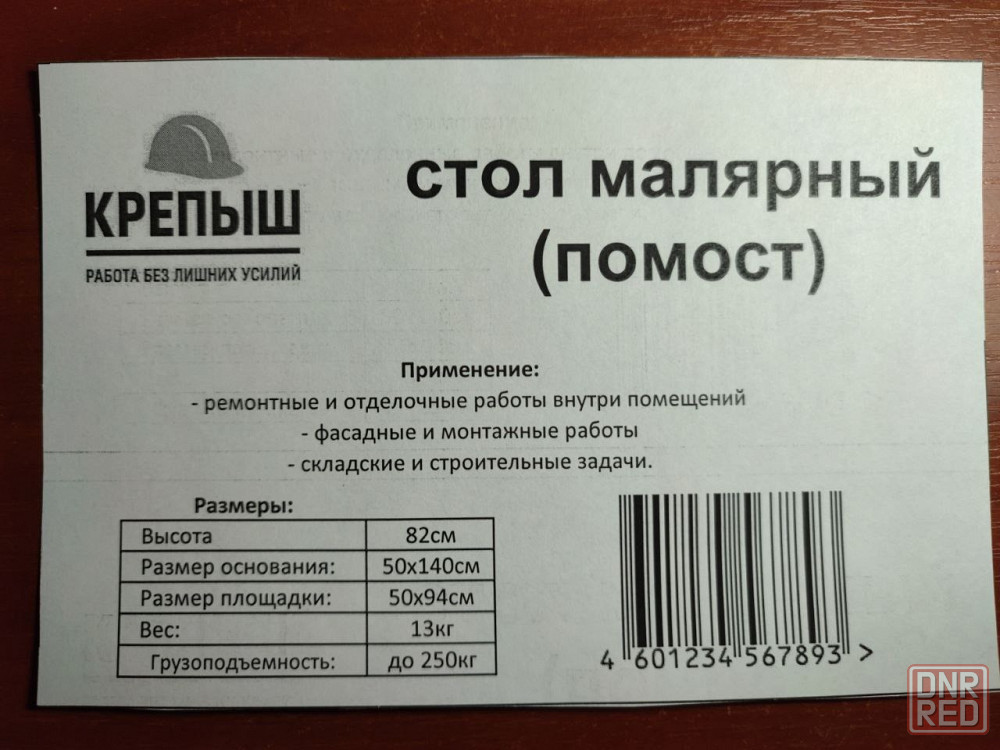 КРЕПЫШ
РАБОТА БЕЗ ЛИШНИХ УСИЛИЙ
стол малярный
(помост)
Применение:
- ремонтные и отделочные работы внутри помещений
- фасадные и монтажные работы
- складские и строительные задачи.
Размеры:
Высота 82см
Размер основания: 50х140см
Размер площадки: 50х94см
Вес: 13кг
Грузоподъемность: до 250кг
4 601234 567893 >
DNR
RED